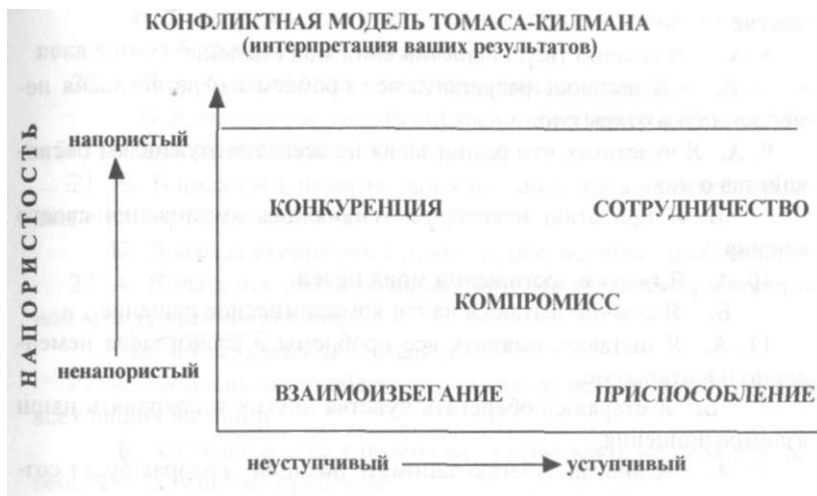 КОНФЛИКТНАЯ МОДЕЛЬ ТОМАСА-КИЛМАНА
(интерпретация ваших результатов)
НАПОРИСТОСТЬ
напористый
КОНКУРЕНЦИЯ СОТРУДНИЧЕСТВО
КОМПРОМИСС
ненапористый
ВЗАИМОИЗБЕГАНИЕ ПРИСПОСОБЛЕНИЕ
неуступчивый уступчивый